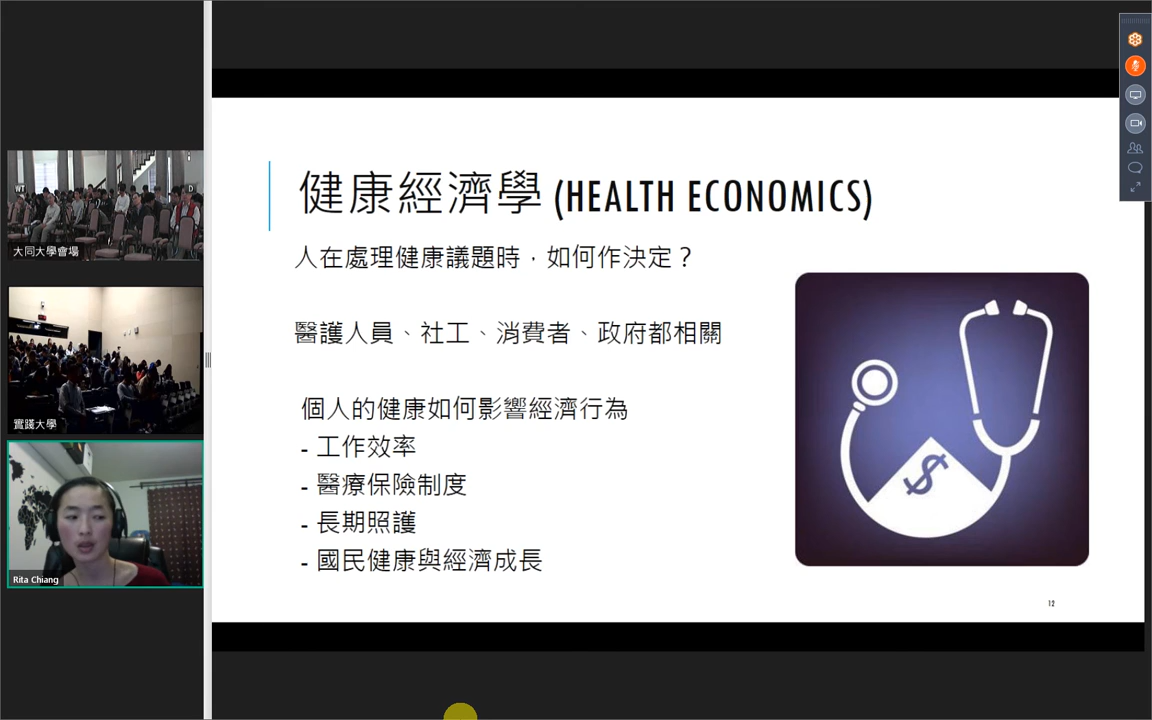 WT
D
大同大學會場
實踐大學
Rita Chiang
健康經濟學 (HEALTH ECONOMICS)
人在處理健康議題時，如何作決定？
醫護人員、社工、消費者、政府都相關
個人的健康如何影響經濟行為
- 工作效率
- 醫療保險制度
- 長期照護
- 國民健康與經濟成長
$
12